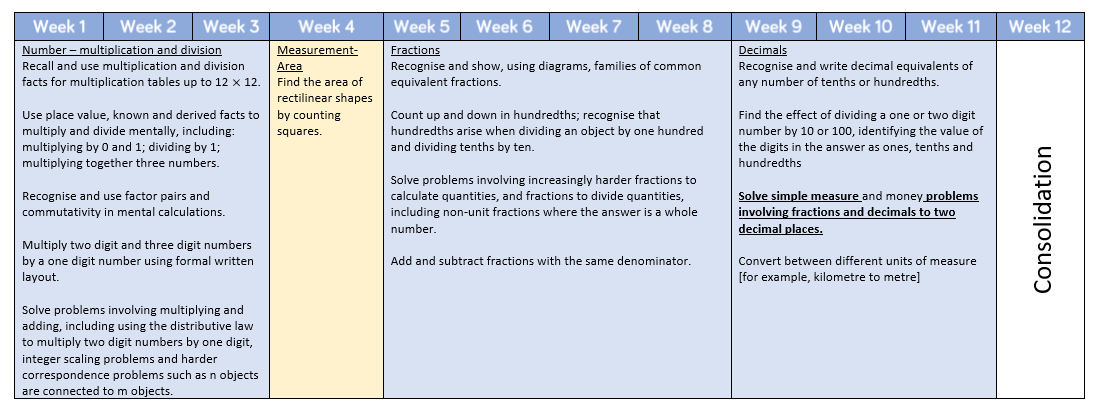 Week 1 Week 2 Week 3 Week 4 Week 5 Week 6 Week 7 Week 8 Week 9 Week 10 Week 11 Week 12
Number – multiplication and division
Recall and use multiplication and division
facts for multiplication tables up to 12 × 12.
Use place value, known and derived facts to
multiply and divide mentally, including:
multiplying by 0 and 1; dividing by 1;
multiplying together three numbers.
Recognise and use factor pairs and
commutativity in mental calculations.
Multiply two digit and three digit numbers
by a one digit number using formal written
layout.
Solve problems involving multiplying and
adding, including using the distributive law
to multiply two digit numbers by one digit,
integer scaling problems and harder
correspondence problems such as n objects
are connected to m objects.
Measurement-
Area
Find the area of
rectilinear shapes
by counting
squares.
Fractions
Recognise and show, using diagrams, families of common
equivalent fractions.
Count up and down in hundredths; recognise that
hundredths arise when dividing an object by one hundred
and dividing tenths by ten.
Solve problems involving increasingly harder fractions to
calculate quantities, and fractions to divide quantities,
including non-unit fractions where the answer is a whole
number.
Add and subtract fractions with the same denominator.
Decimals
Recognise and write decimal equivalents of
any number of tenths or hundredths.
Find the effect of dividing a one or two digit
number by 10 or 100, identifying the value of
the digits in the answer as ones, tenths and
hundredths
Solve simple measure and money problems
involving fractions and decimals to two
decimal places.
Convert between different units of measure
[for example, kilometre to metre]
Consolidation